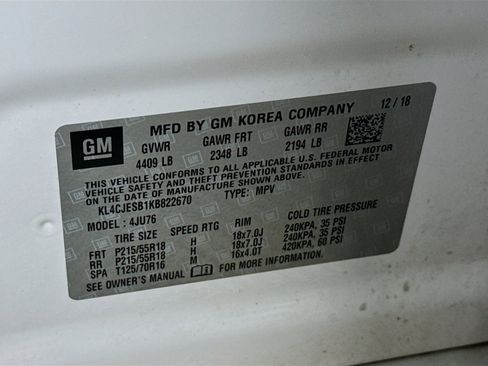 GM
MFD BY GM KOREA COMPANY 12 / 18
GVWR GAWR FRT GAWR RR
4409 LB 2348 LB 2194 LB
THIS VEHICLE CONFORMS TO ALL APPLICABLE U.S. FEDERAL MOTOR
VEHICLE SAFETY AND THEFT PREVENTION STANDARDS IN EFFECT ON
THE DATE OF MANUFACTURE SHOWN ABOVE.
KL4CJESB1KB822670 TYPE: MPV
MODEL : 4JU76
TIRE SIZE SPEED RTG RIM COLD TIRE PRESSURE
FRT P215/55R18 H 18x7.0J 240KPA, 35 PSI
RR P215/55R18 H 18x7.0J 240KPA, 35 PSI
SPA T125/70R16 M 16x4.0T 420KPA, 60 PSI
SEE OWNER'S MANUAL FOR MORE INFORMATION.